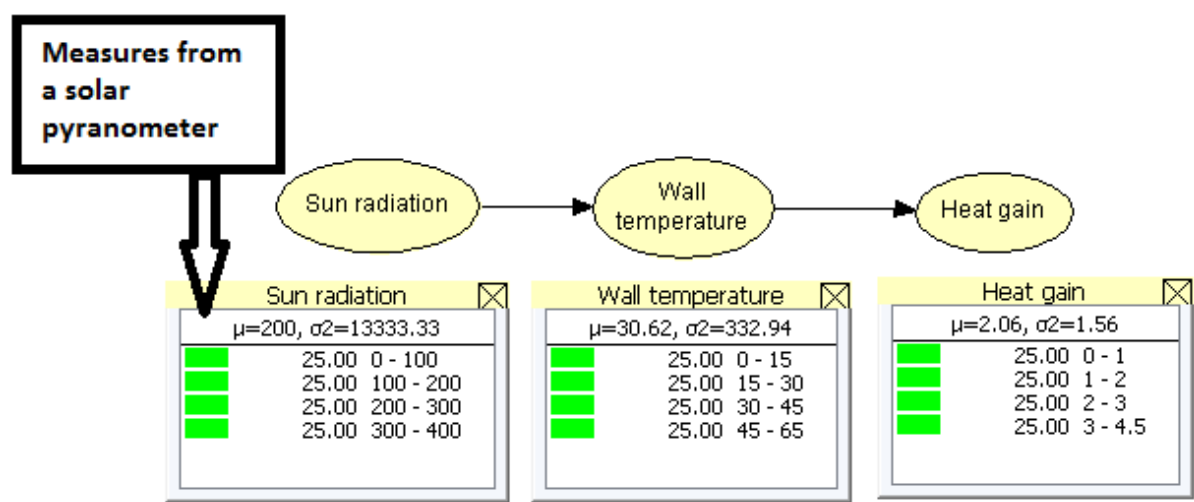 Measures from
a solar
pyranometer
Sun radiation
Wall
temperature
Heat gain
Sun radiation
μ=200, σ2=13333.33
25.00 0 - 100
25.00 100 - 200
25.00 200 - 300
25.00 300 - 400
Wall temperature
μ=30.62, σ2=332.94
25.00 0 - 15
25.00 15 - 30
25.00 30 - 45
25.00 45 - 65
Heat gain
μ=2.06, σ2=1.56
25.00 0 - 1
25.00 1 - 2
25.00 2 - 3
25.00 3 - 4.5